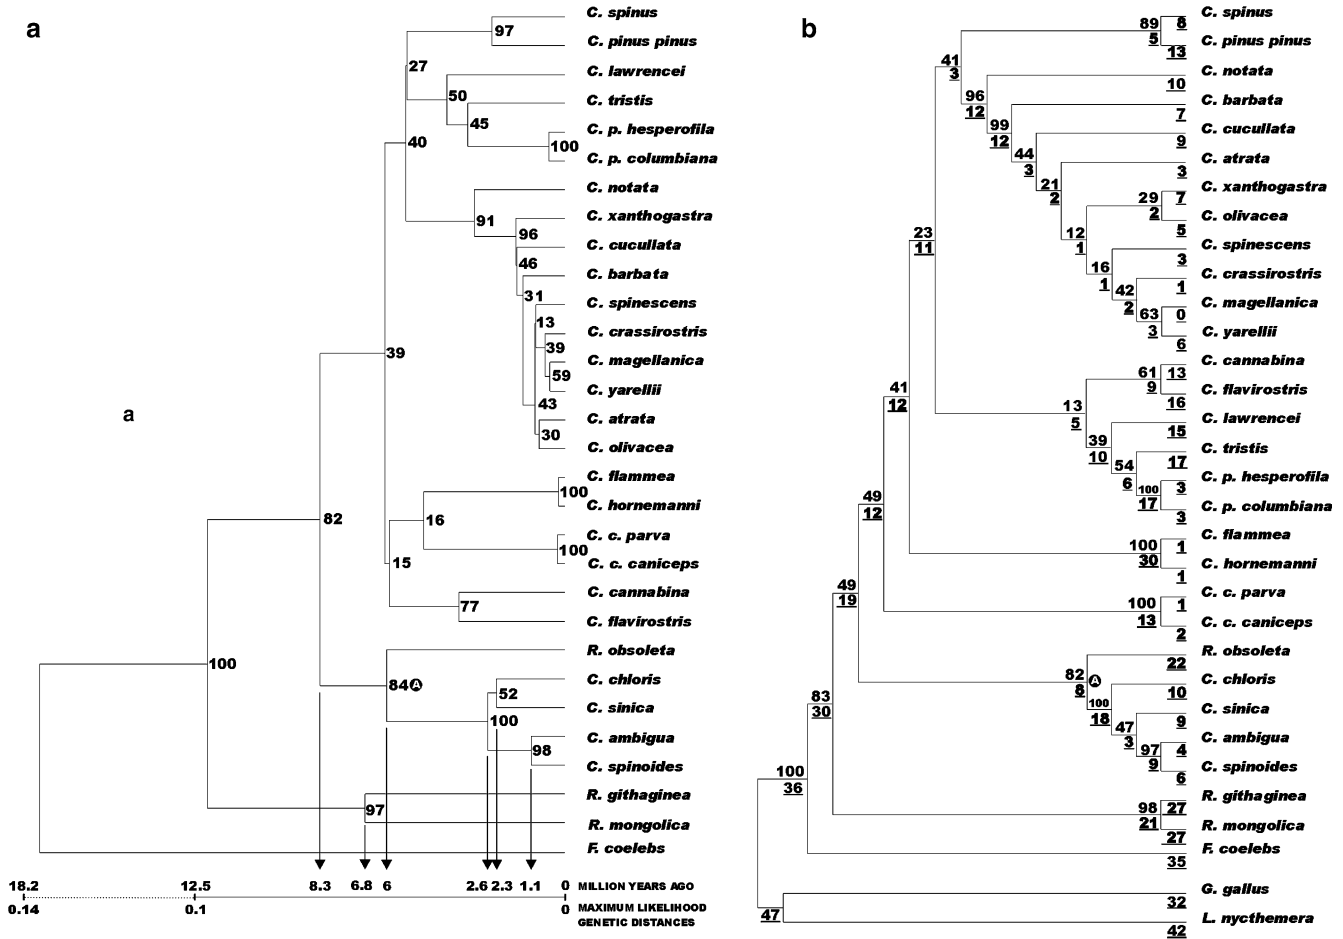 a
C. spinus
97
C. pinus pinus
27
C. lawrencei
50
C. tristis
45
C. p. hesperofila
100
C. p. columbiana
40
C. notata
91
C. xanthogastra
96
C. cucullata
46
C. barbata
31
C. spinescens
13
C. crassirostris
39
C. magellanica
59
C. yarellii
43
C. atrata
30
C. olivacea
39
a
C. flammea
100
C. hornemanni
16
C. c. parva
100
C. c. caniceps
15
C. cannabina
77
C. flavirostris
82
R. obsoleta
84 A
C. chloris
52
C. sinica
100
C. ambigua
98
C. spinoides
100
R. githaginea
97
R. mongolica
F. coelebs
18.2 12.5 8.3 6.8 6 2.6 2.3 1.1 0 MILLION YEARS AGO
0.14 0.1 0 MAXIMUM LIKELIHOOD
GENETIC DISTANCES
b
C. spinus
89 8
5
C. pinus pinus
13
41
3
C. notata
10
96
12
C. barbata
7
99
12
C. cucullata
9
44
3
C. atrata
3
21
2
C. xanthogastra
29 7
2
C. olivacea
5
12
1
C. spinescens
3
16
1
C. crassirostris
1
42
2
C. magellanica
63 0
3
C. yarellii
6
23
11
C. cannabina
61 13
9
C. flavirostris
16
13
5
C. lawrencei
15
39
10
C. tristis
17
54
6
C. p. hesperofila
100 3
17
C. p. columbiana
3
41
12
C. flammea
100 1
30
C. hornemanni
1
49
12
C. c. parva
100 1
13
C. c. caniceps
2
49
19
R. obsoleta
22
82 A
8
C. chloris
10
100
18
C. sinica
9
47
3
C. ambigua
97 4
9
C. spinoides
6
83
30
R. githaginea
98 27
21
R. mongolica
27
100
36
F. coelebs
35
G. gallus
32
47
L. nycthemera
42